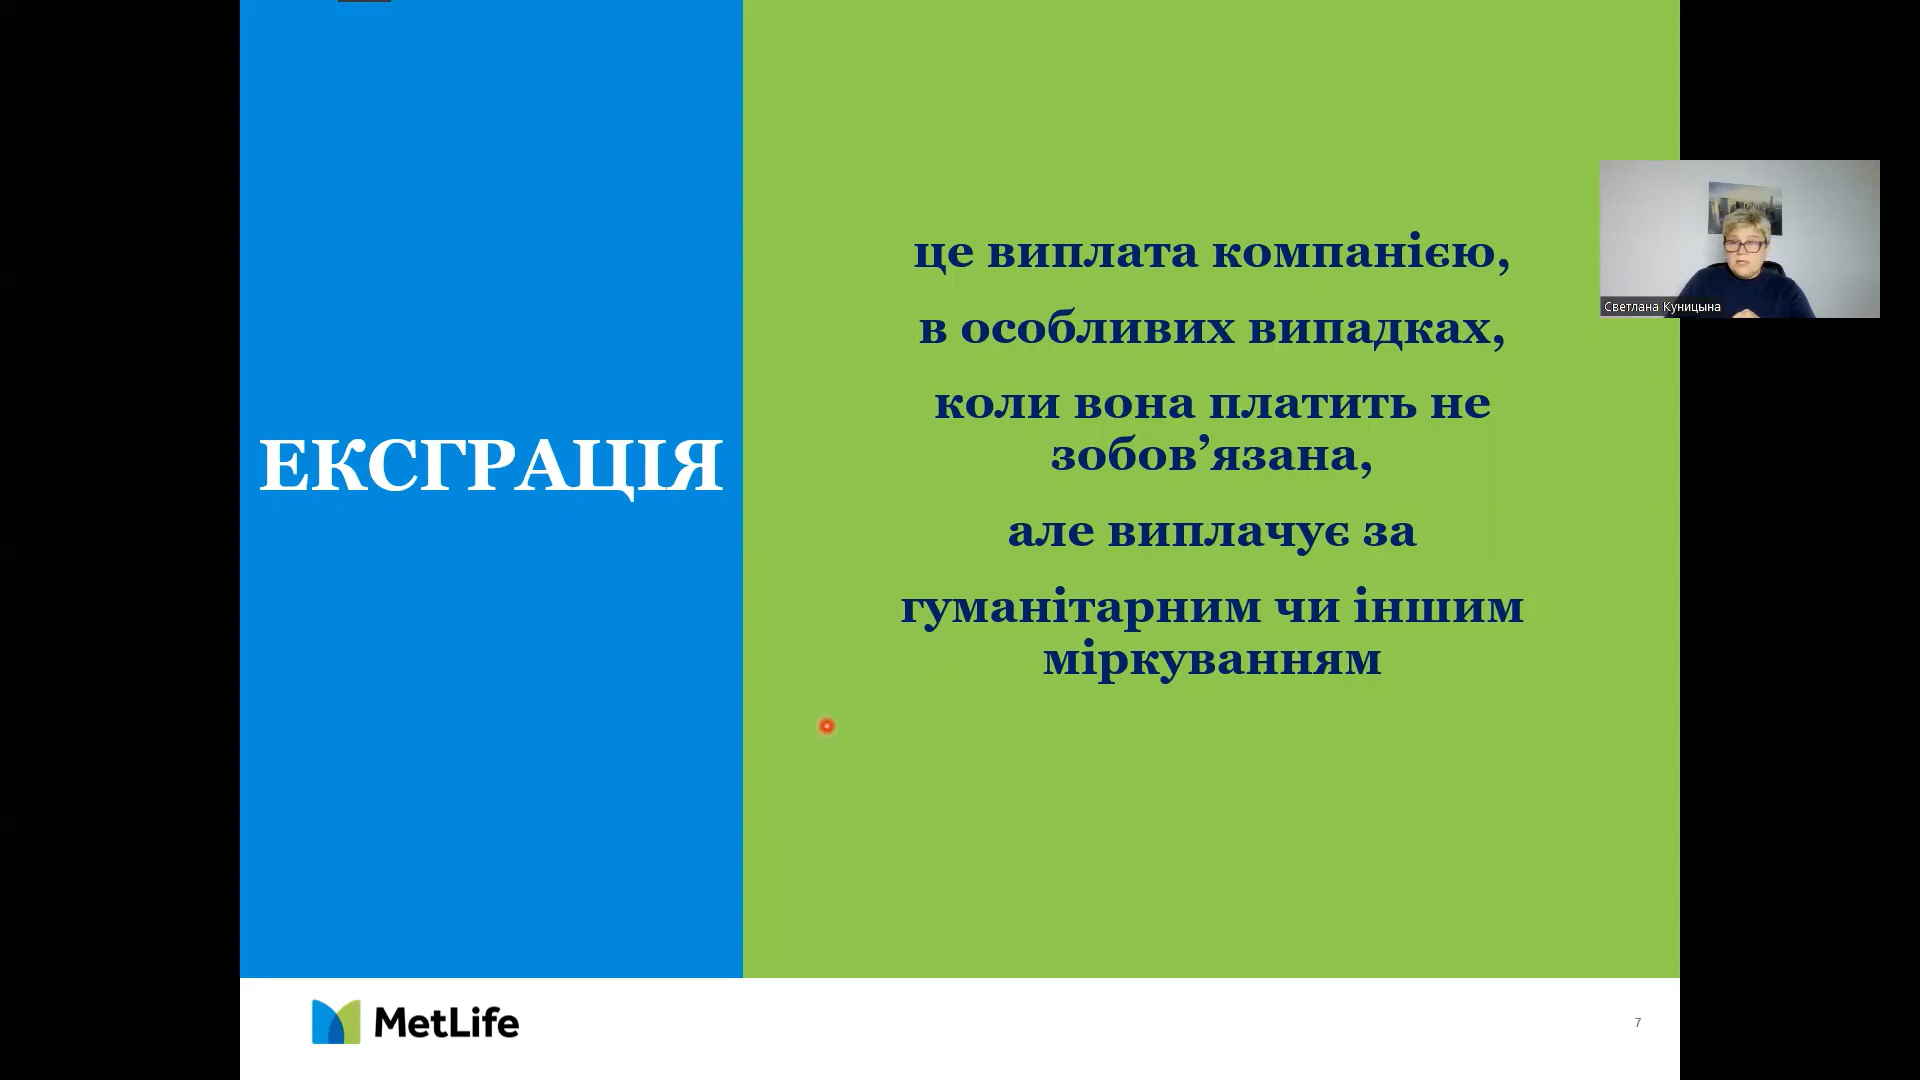 ЕКСГРАЦІЯ
це виплата компанією,
в особливих випадках,
коли вона платить не
зобов’язана,
але виплачує за
гуманітарним чи іншим
міркуванням
Светлана Куницына
MetLife
7